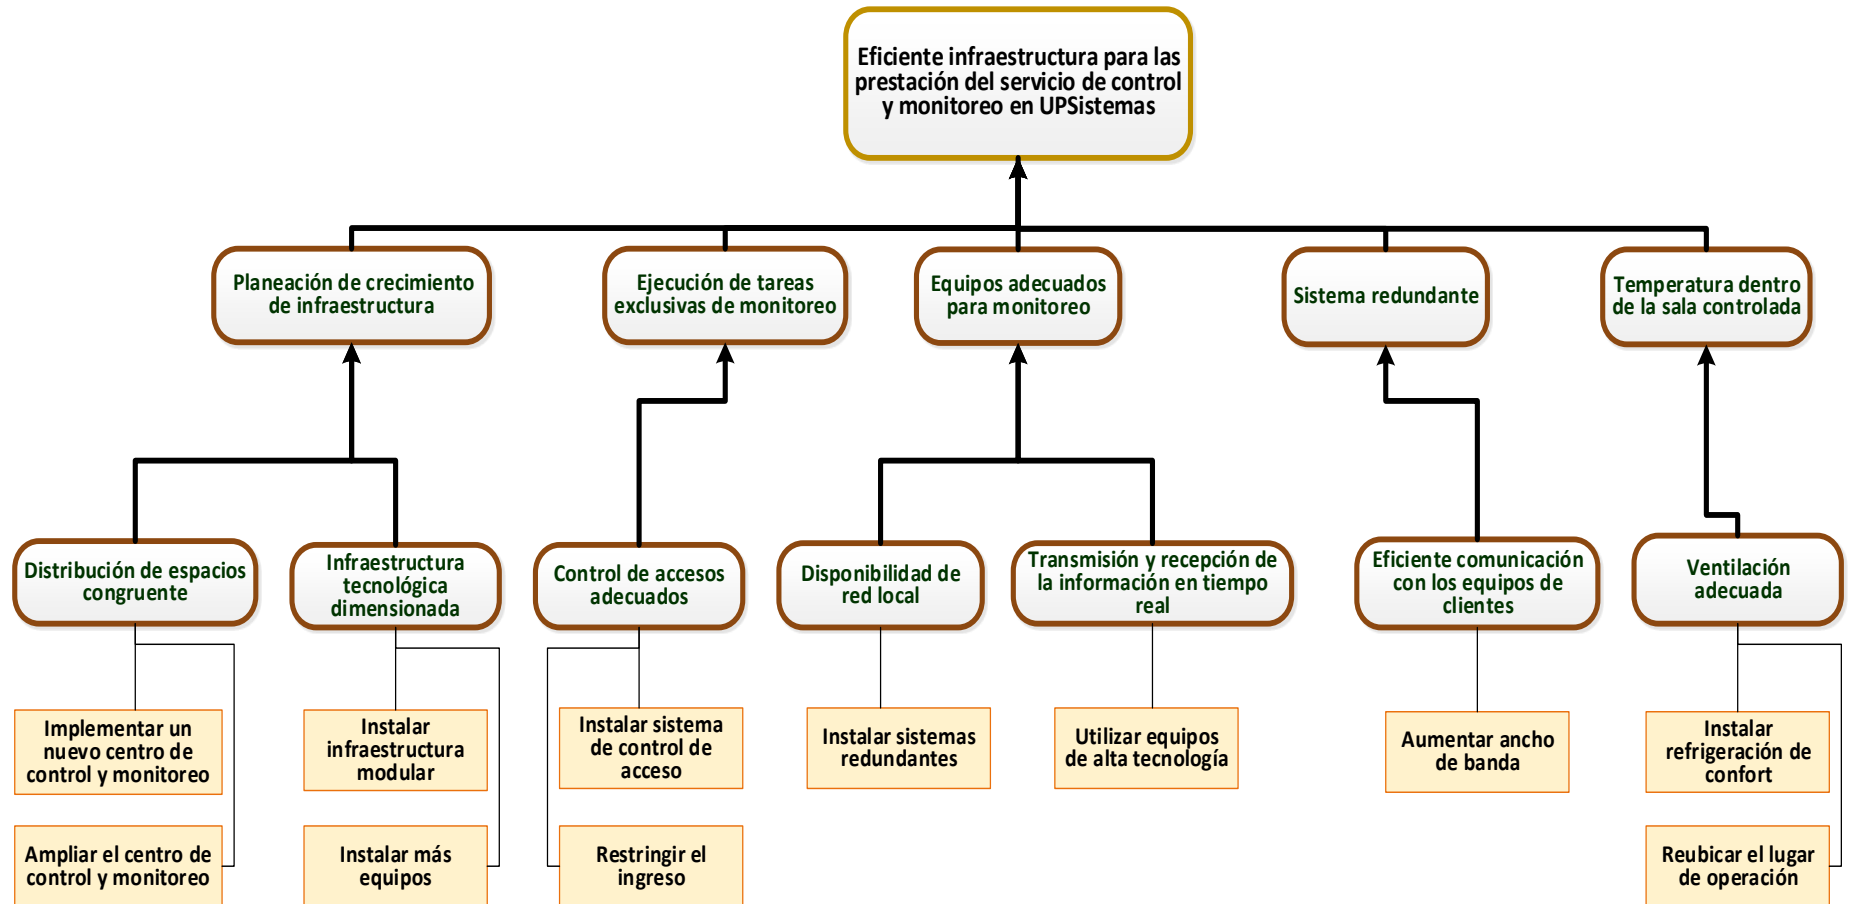 Eficiente infraestructura para las
prestación del servicio de control
y monitoreo en UPSistemas
Planeación de crecimiento
de infraestructura
Ejecución de tareas
exclusivas de monitoreo
Equipos adecuados
para monitoreo
Sistema redundante
Temperatura dentro
de la sala controlada
Distribución de espacios
congruente
Infraestructura
tecnológica
dimensionada
Control de accesos
adecuados
Disponibilidad de
red local
Transmisión y recepción de
la información en tiempo
real
Eficiente comunicación
con los equipos de
clientes
Ventilación
adecuada
Implementar un
nuevo centro de
control y monitoreo
Instalar
infraestructura
modular
Instalar sistema
de control de
acceso
Instalar sistemas
redundantes
Utilizar equipos
de alta tecnología
Aumentar ancho
de banda
Instalar
refrigeración de
confort
Ampliar el centro de
control y monitoreo
Instalar más
equipos
Restringir el
ingreso
Reubicar el lugar
de operación